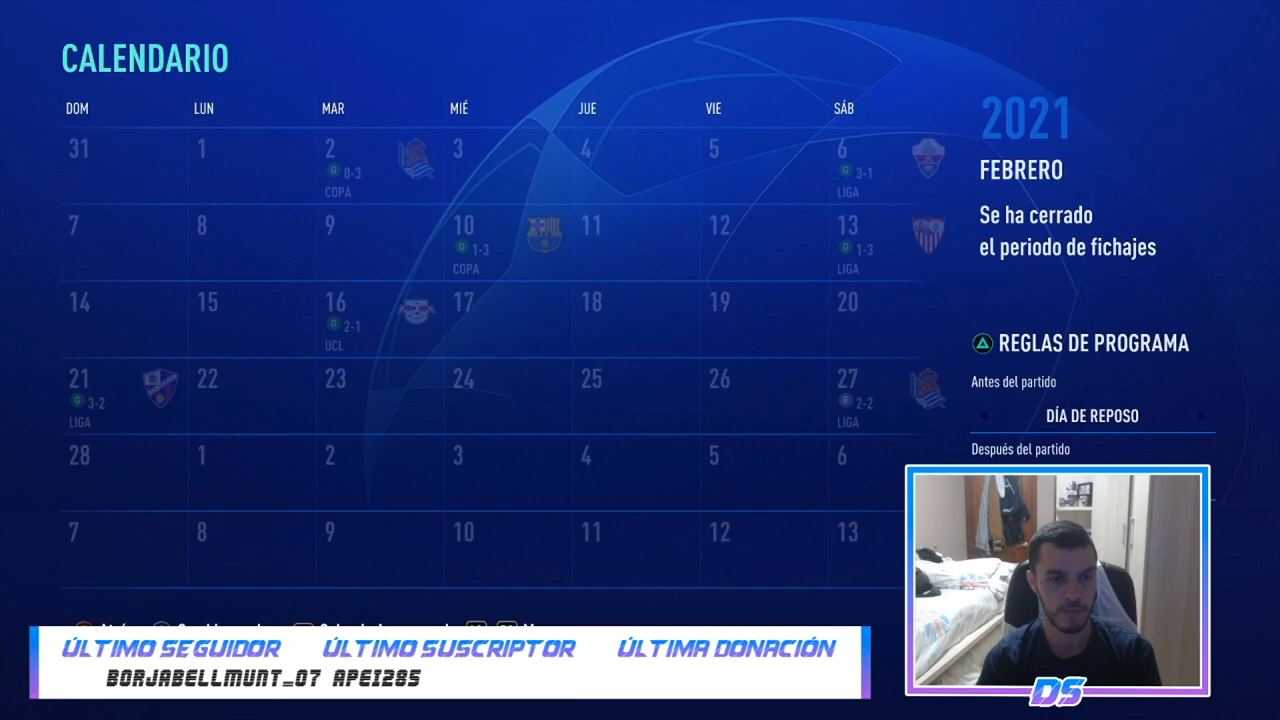 CALENDARIO
DOM LUN MAR MIÉ JUE VIE SÁB
31 1 2 3 4 5 6
G 0-3 G 3-1
COPA LIGA
7 8 9 10 11 12 13
G 1-3 G 1-3
COPA LIGA
14 15 16 17 18 19 20
G 2-1
UCL
21 22 23 24 25 26 27
G 3-2 E 2-2
LIGA LIGA
28 1 2 3 4 5 6
7 8 9 10 11 12 13
2021
FEBRERO
Se ha cerrado
el periodo de fichajes
REGLAS DE PROGRAMA
Antes del partido
DÍA DE REPOSO
Después del partido
ÚLTIMO SEGUIDOR ÚLTIMO SUSCRIPTOR ÚLTIMA DONACIÓN
BORJABELLMUNT_07 APEI285
DS